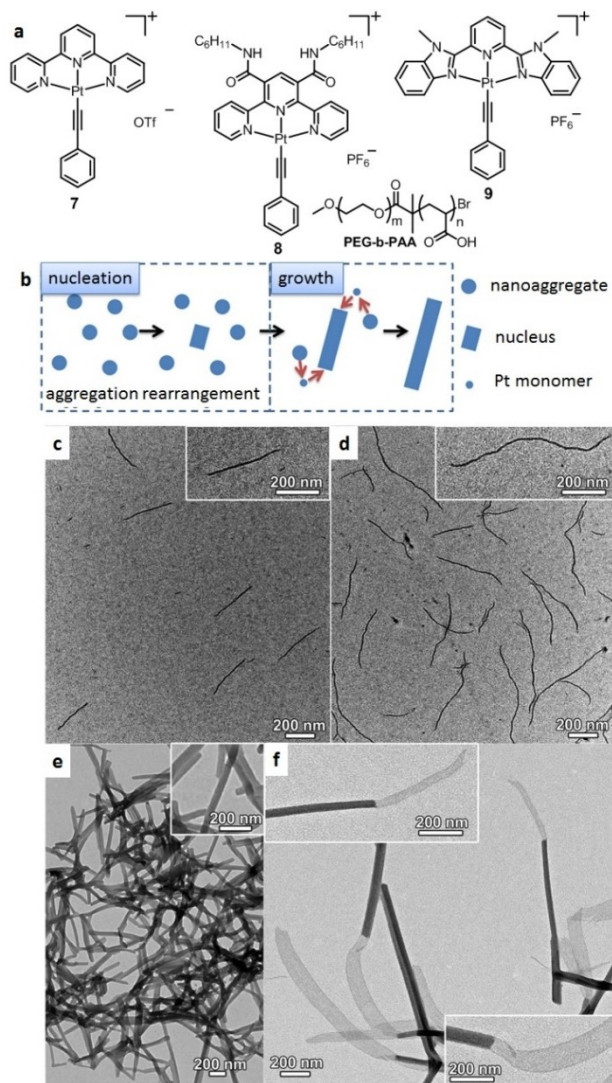 a
C₆H₁₁
C₆H₁₁
NH
HN
O
O
N
N
N
Pt
OTf −
7
N
N
N
Pt
PF₆ −
8
N
N
N
N
N
Pt
PF₆ −
9
O
O
O
m
n
Br
O
OH
PEG-b-PAA
b
nucleation
growth
nanoaggregate
nucleus
Pt monomer
aggregation rearrangement
c
200 nm
200 nm
d
200 nm
200 nm
e
200 nm
200 nm
f
200 nm
200 nm
200 nm